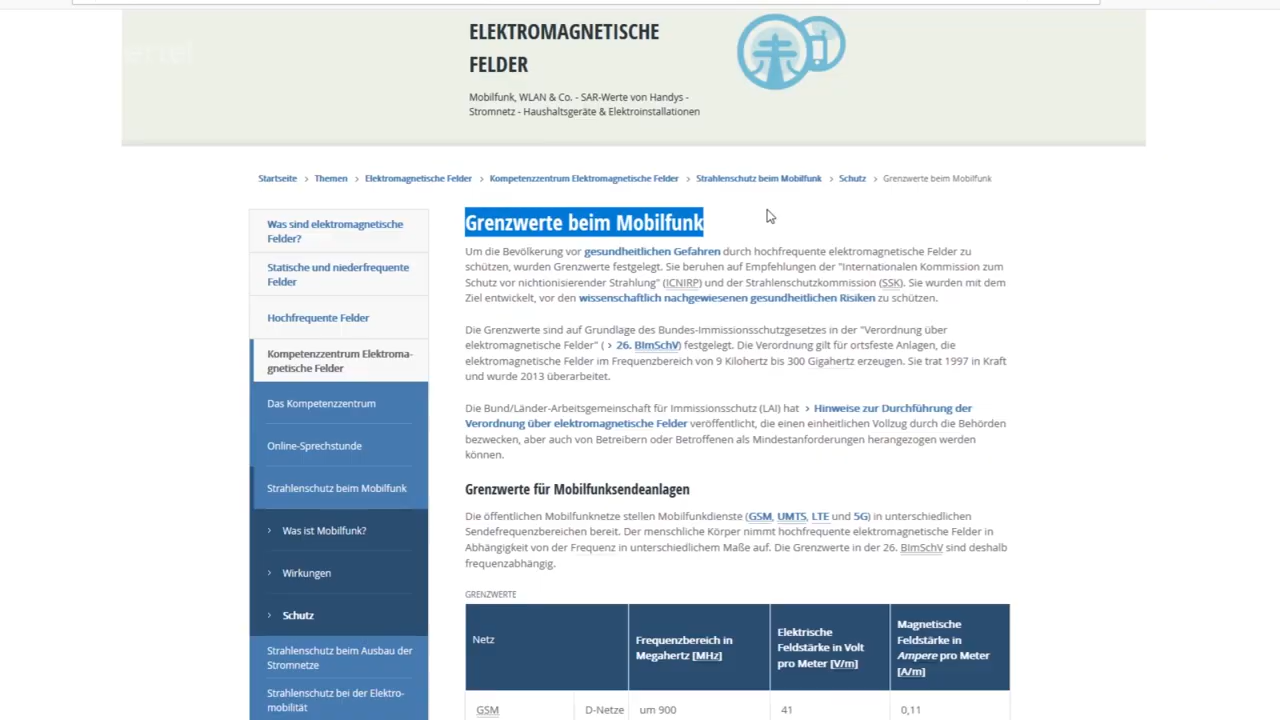 ELEKTROMAGNETISCHE
FELDER
Mobilfunk, WLAN & Co. - SAR-Werte von Handys -
Stromnetz - Haushaltsgeräte & Elektroinstallationen
Startseite › Themen › Elektromagnetische Felder › Kompetenzzentrum Elektromagnetische Felder › Strahlenschutz beim Mobilfunk › Schutz › Grenzwerte beim Mobilfunk
Was sind elektromagnetische
Felder?
Statische und niederfrequente
Felder
Hochfrequente Felder
Kompetenzzentrum Elektroma-
gnetische Felder
Das Kompetenzzentrum
Online-Sprechstunde
Strahlenschutz beim Mobilfunk
› Was ist Mobilfunk?
› Wirkungen
› Schutz
Strahlenschutz beim Ausbau der
Stromnetze
Strahlenschutz bei der Elektro-
mobilität
Grenzwerte beim Mobilfunk
Um die Bevölkerung vor gesundheitlichen Gefahren durch hochfrequente elektromagnetische Felder zu
schützen, wurden Grenzwerte festgelegt. Sie beruhen auf Empfehlungen der "Internationalen Kommission zum
Schutz vor nichtionisierender Strahlung" (ICNIRP) und der Strahlenschutzkommission (SSK). Sie wurden mit dem
Ziel entwickelt, vor den wissenschaftlich nachgewiesenen gesundheitlichen Risiken zu schützen.
Die Grenzwerte sind auf Grundlage des Bundes-Immissionsschutzgesetzes in der "Verordnung über
elektromagnetische Felder" ( › 26. BImSchV) festgelegt. Die Verordnung gilt für ortsfeste Anlagen, die
elektromagnetische Felder im Frequenzbereich von 9 Kilohertz bis 300 Gigahertz erzeugen. Sie trat 1997 in Kraft
und wurde 2013 überarbeitet.
Die Bund/Länder-Arbeitsgemeinschaft für Immissionsschutz (LAI) hat › Hinweise zur Durchführung der
Verordnung über elektromagnetische Felder veröffentlicht, die einen einheitlichen Vollzug durch die Behörden
bezwecken, aber auch von Betreibern oder Betroffenen als Mindestanforderungen herangezogen werden
können.
Grenzwerte für Mobilfunksendeanlagen
Die öffentlichen Mobilfunknetze stellen Mobilfunkdienste (GSM, UMTS, LTE und 5G) in unterschiedlichen
Sendefrequenzbereichen bereit. Der menschliche Körper nimmt hochfrequente elektromagnetische Felder in
Abhängigkeit von der Frequenz in unterschiedlichem Maße auf. Die Grenzwerte in der 26. BImSchV sind deshalb
frequenzabhängig.
GRENZWERTE
Netz
Frequenzbereich in
Megahertz [MHz]
Elektrische
Feldstärke in Volt
pro Meter [V/m]
Magnetische
Feldstärke in
Ampere pro Meter
[A/m]
GSM D-Netze um 900 41 0,11